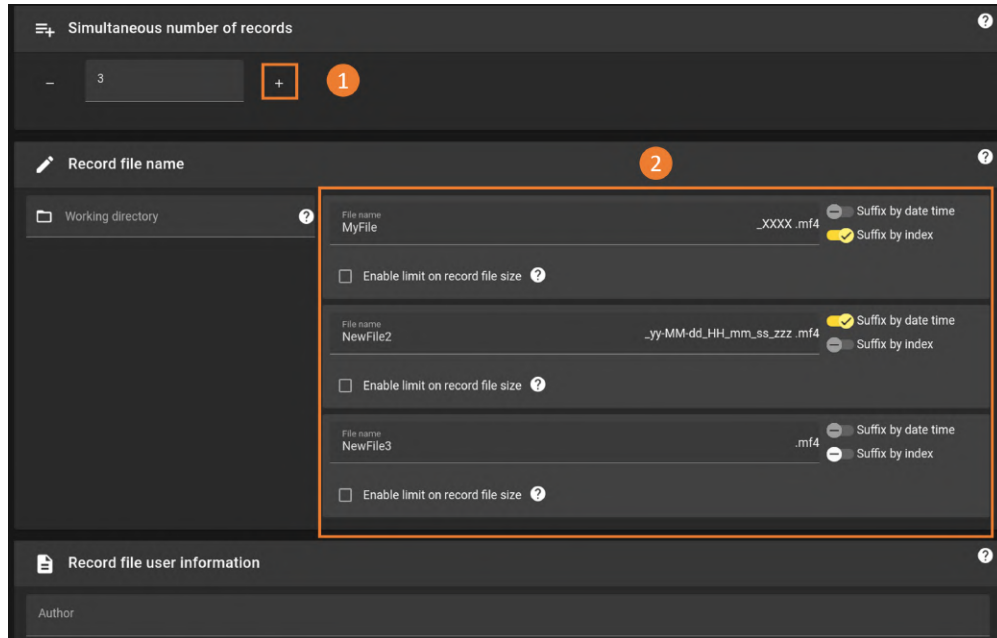 Simultaneous number of records
?
−
3
+
1
Record file name
2
?
Working directory
?
File name
MyFile
_XXXX .mf4
Suffix by date time
Suffix by index
Enable limit on record file size
?
File name
NewFile2
_yy-MM-dd_HH_mm_ss_zzz .mf4
Suffix by date time
Suffix by index
Enable limit on record file size
?
File name
NewFile3
.mf4
Suffix by date time
Suffix by index
Enable limit on record file size
?
Record file user information
?
Author